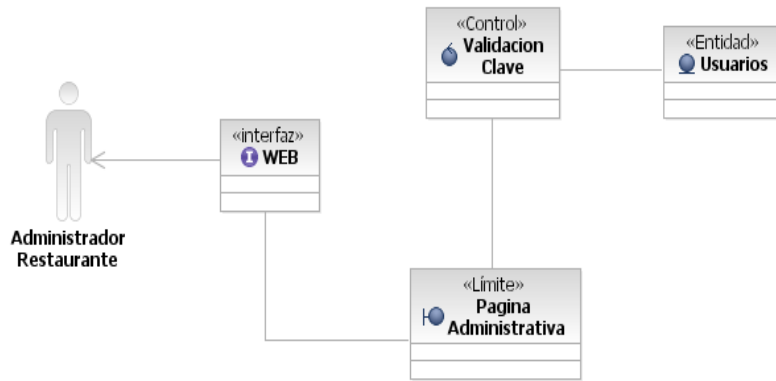 «Control»
Validacion
Clave
«Entidad»
Usuarios
«interfaz»
I WEB
Administrador
Restaurante
«Límite»
Pagina
Administrativa